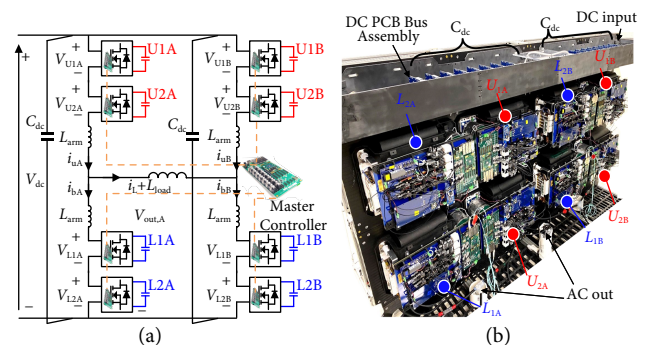 +
V_U1A
−
U1A
+
V_U1B
−
U1B
+
V_U2A
−
U2A
+
V_U2B
−
U2B
C_dc
L_arm
C_dc
L_arm
i_uA
i_uB
V_dc
i_bA
i_L+L_load
i_bB
Master
Controller
L_arm
V_out,A
L_arm
+
V_L1A
−
L1A
+
V_L1B
−
L1B
+
V_L2A
−
L2A
+
V_L2B
−
L2B
+
−
−
(a)
DC PCB Bus
Assembly
C_dc
C_dc
DC input
L_2A
U_1A
L_2B
U_1B
U_2B
L_1B
U_2A
AC out
L_1A
(b)